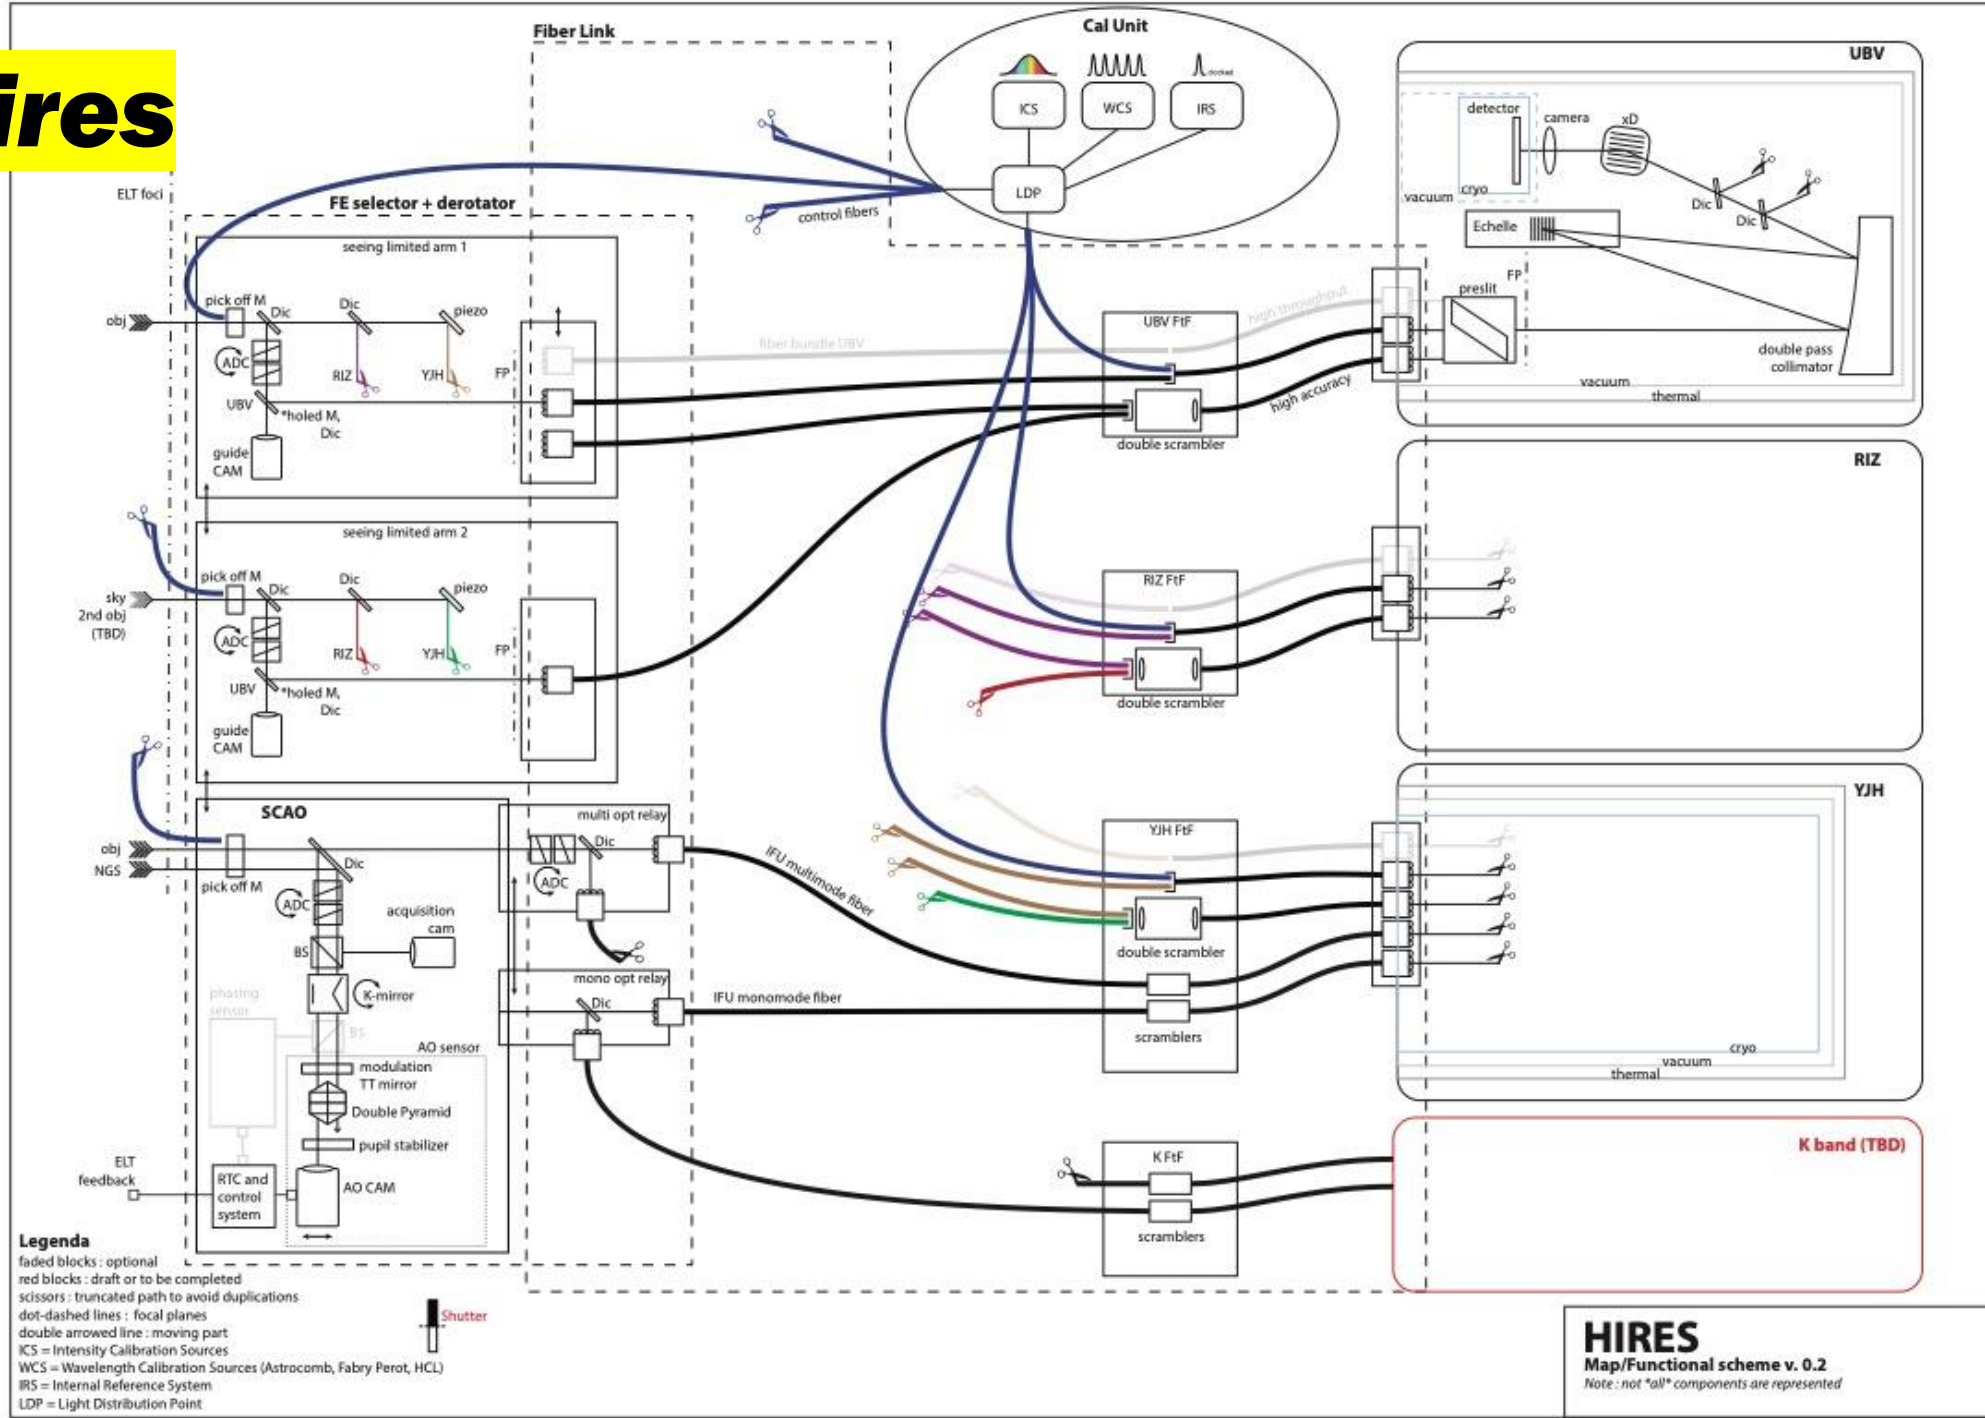 ires
Fiber Link
Cal Unit
ICS
WCS
IRS
clocked
LDP
control fibers
ELT foci
FE selector + derotator
seeing limited arm 1
obj
pick off M
Dic
Dic
piezo
ADC
RIZ
YJH
FP
UBV
*holed M,
Dic
guide
CAM
fiber bundle UBV
UBV FtF
double scrambler
high throughput
high accuracy
UBV
detector
camera
xD
cryo
vacuum
Dic
Dic
Echelle
FP
preslit
double pass
collimator
vacuum
thermal
seeing limited arm 2
sky
2nd obj
(TBD)
pick off M
Dic
Dic
piezo
ADC
RIZ
YJH
FP
UBV
*holed M,
Dic
guide
CAM
RIZ FtF
double scrambler
RIZ
SCAO
obj
NGS
pick off M
Dic
ADC
acquisition
cam
BS
K-mirror
phasing
sensor
BS
AO sensor
modulation
TT mirror
Double Pyramid
pupil stabilizer
AO CAM
ELT
feedback
RTC and
control
system
multi opt relay
Dic
ADC
mono opt relay
Dic
IFU multimode fiber
IFU monomode fiber
YJH FtF
double scrambler
scramblers
YJH
cryo
vacuum
thermal
K FtF
scramblers
K band (TBD)
Legenda
faded blocks : optional
red blocks : draft or to be completed
scissors : truncated path to avoid duplications
dot-dashed lines : focal planes
double arrowed line : moving part
ICS = Intensity Calibration Sources
WCS = Wavelength Calibration Sources (Astrocomb, Fabry Perot, HCL)
IRS = Internal Reference System
LDP = Light Distribution Point
Shutter
HIRES
Map/Functional scheme v. 0.2
Note : not *all* components are represented